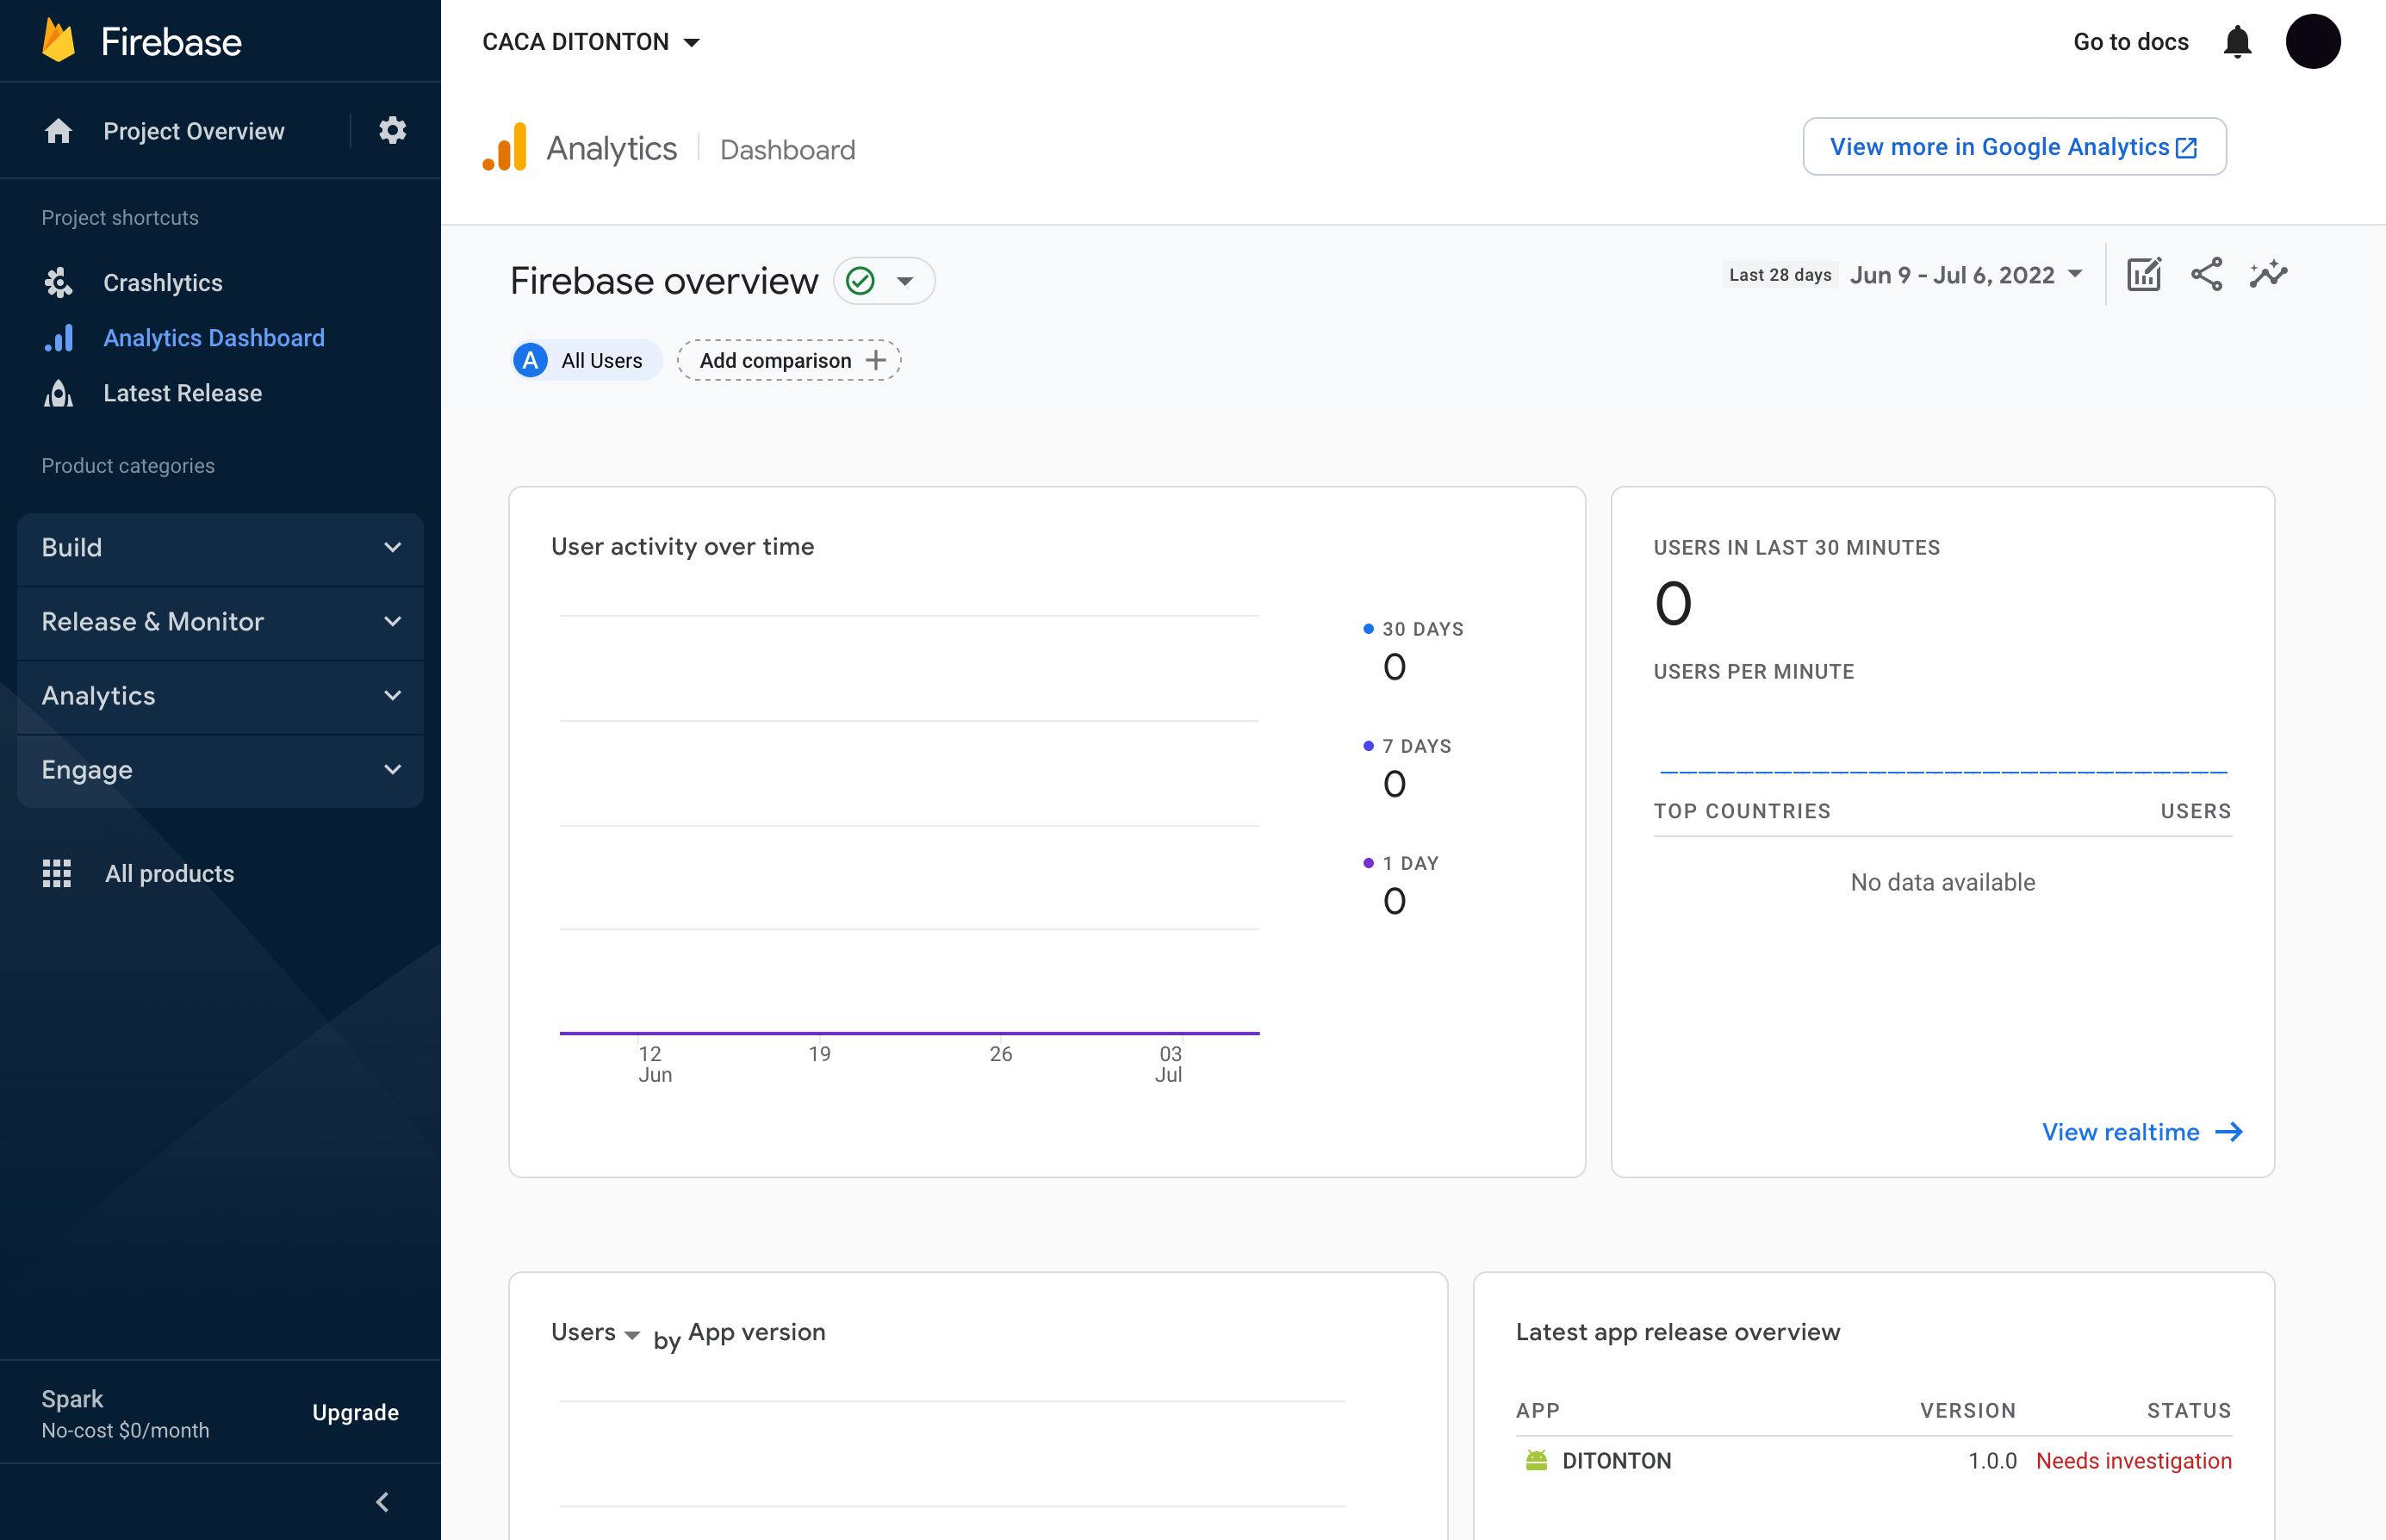 Firebase
Project Overview
Project shortcuts
Crashlytics
Analytics Dashboard
Latest Release
Product categories
Build
Release & Monitor
Analytics
Engage
All products
Spark
No-cost $0/month
Upgrade
CACA DITONTON
Go to docs
Analytics
Dashboard
View more in Google Analytics
Firebase overview
Last 28 days
Jun 9 - Jul 6, 2022
A
All Users
Add comparison
User activity over time
30 DAYS
0
7 DAYS
0
1 DAY
0
12
Jun
19
26
03
Jul
USERS IN LAST 30 MINUTES
0
USERS PER MINUTE
TOP COUNTRIES
USERS
No data available
View realtime
Users by App version
Latest app release overview
APP
VERSION
STATUS
DITONTON
1.0.0
Needs investigation